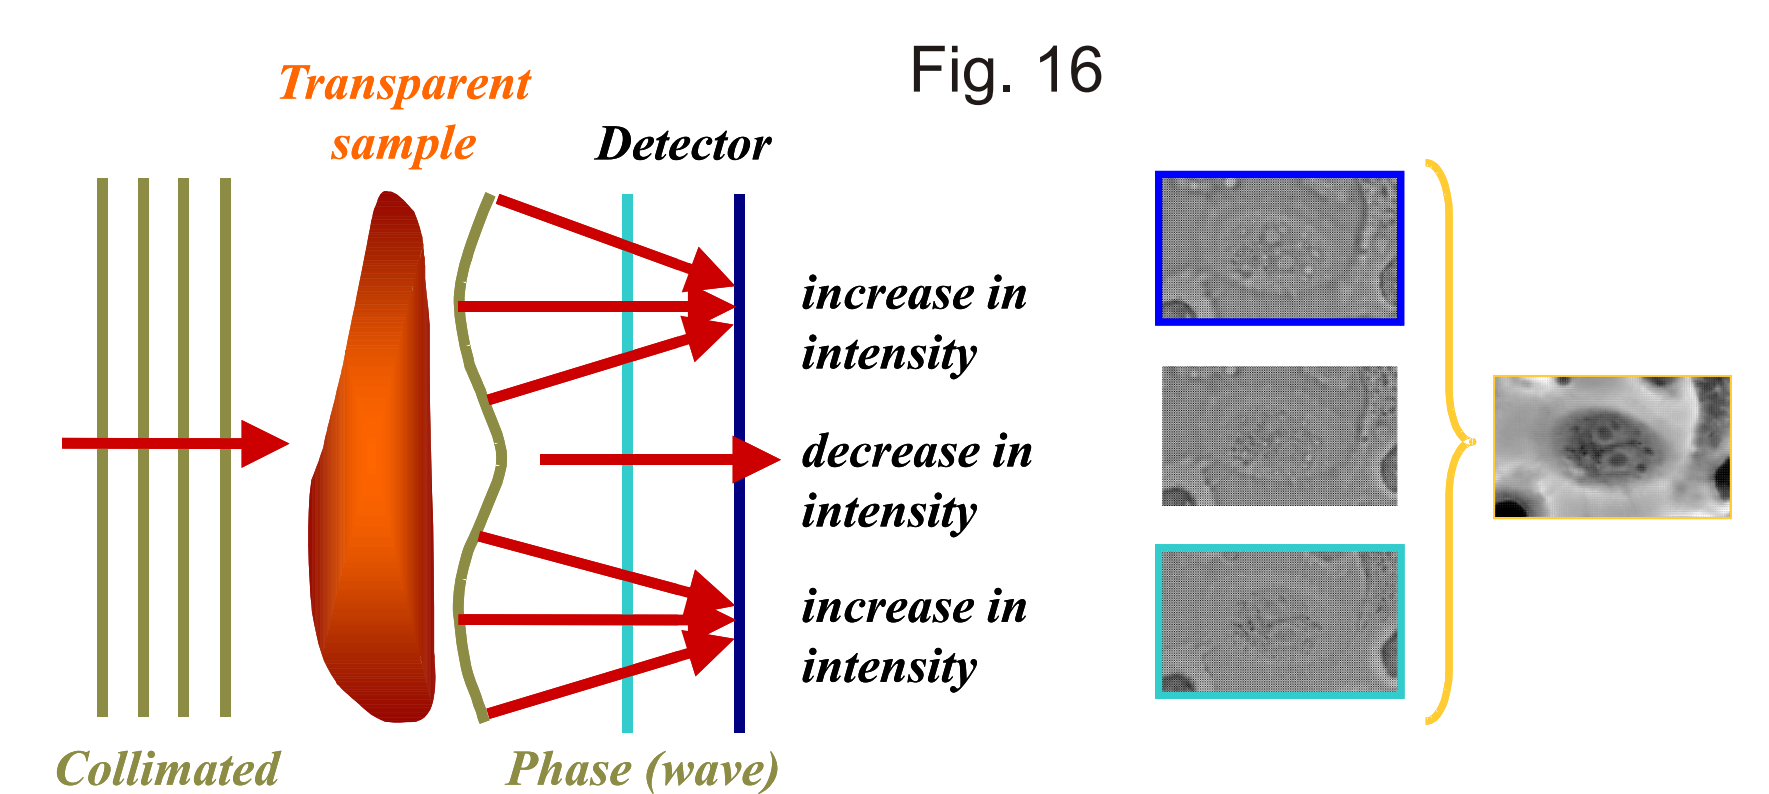 Fig. 16
Transparent
sample
Detector
increase in
intensity
decrease in
intensity
increase in
intensity
Collimated
Phase (wave)